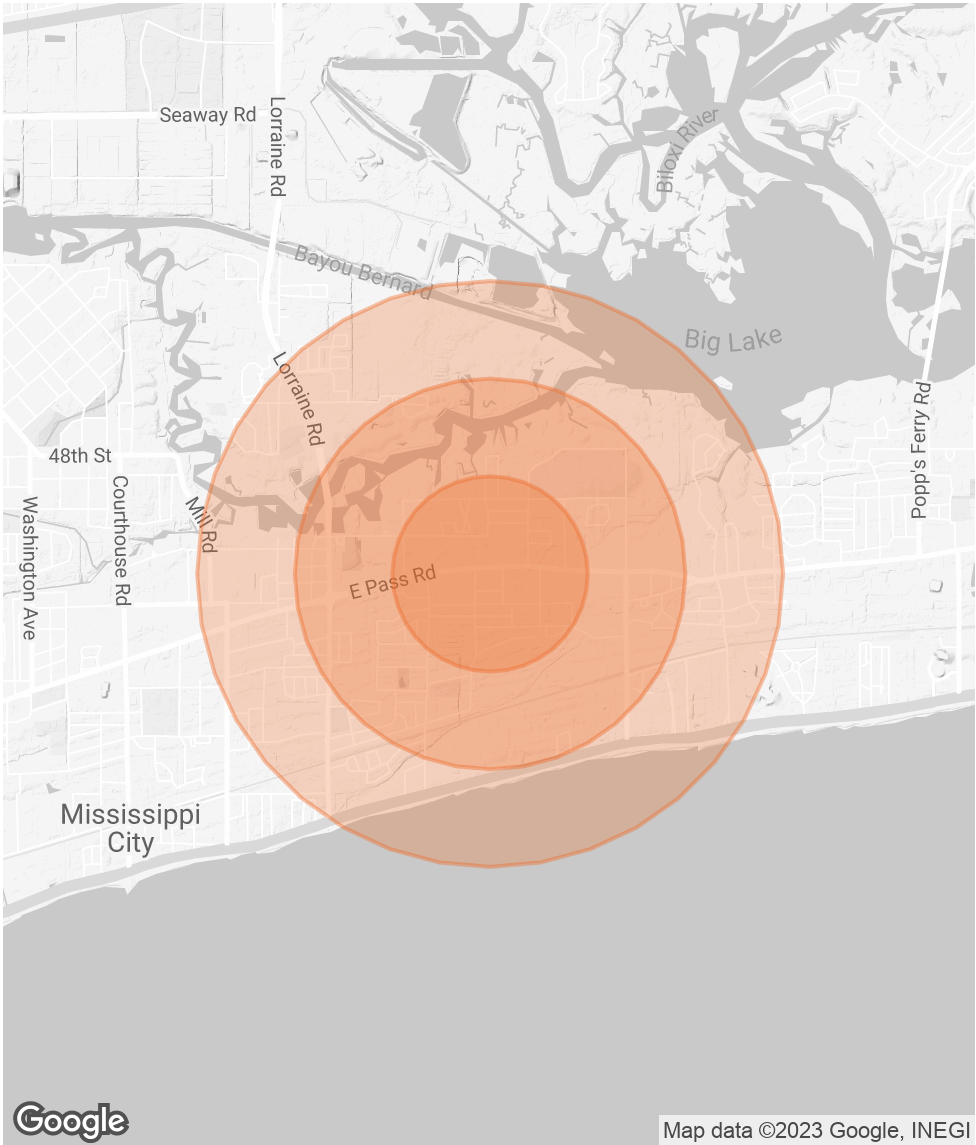 Seaway Rd
Lorraine Rd
Biloxi River
Bayou Bernard
Big Lake
Lorraine Rd
Popp's Ferry Rd
48th St
Courthouse Rd
Washington Ave
Mill Rd
E Pass Rd
Mississippi
City
Google
Map data ©2023 Google, INEGI